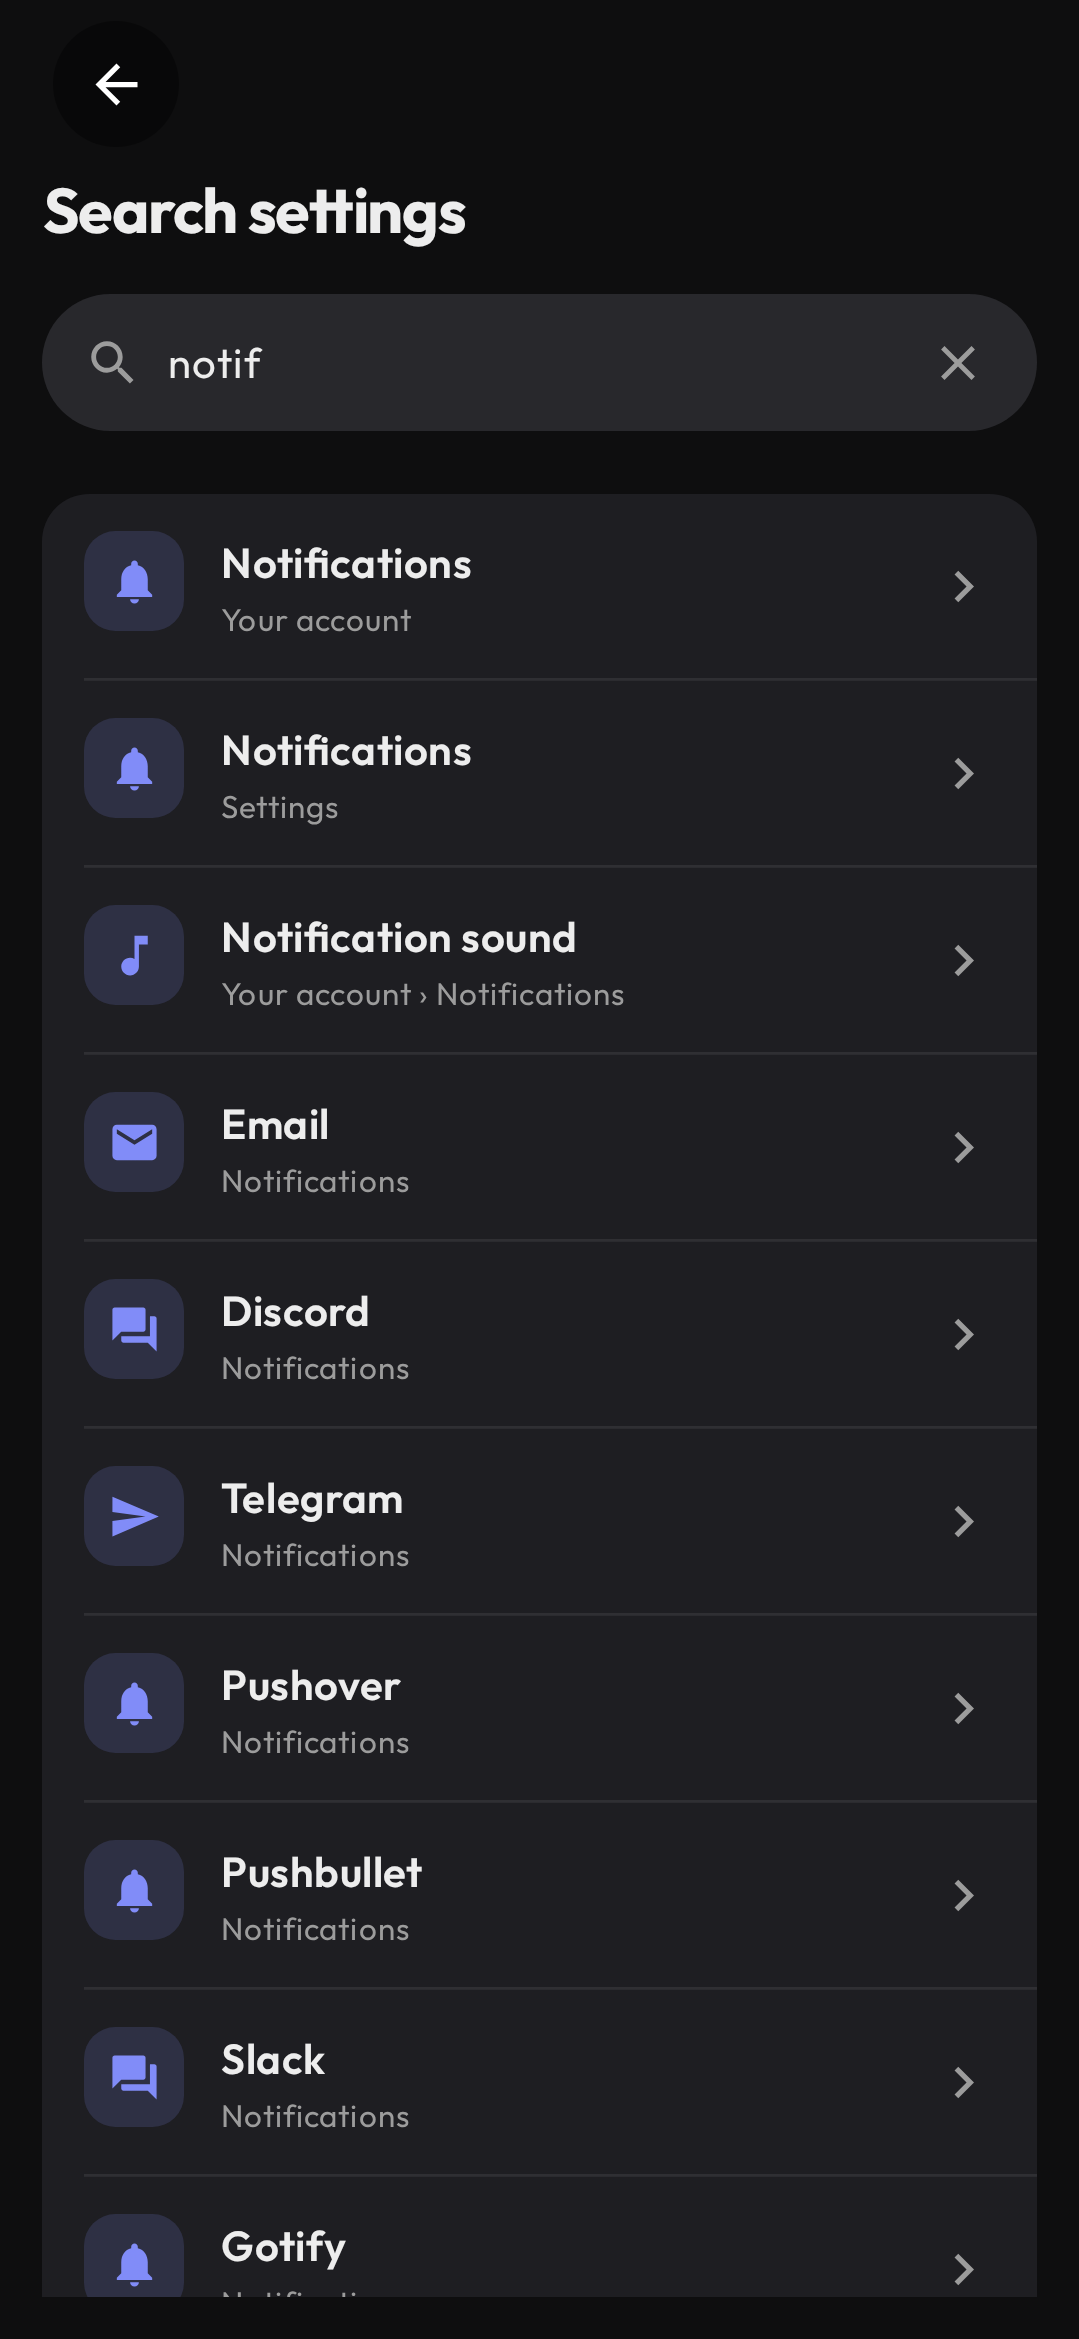 Search settings
notif
Notifications
Your account
Notifications
Settings
Notification sound
Your account › Notifications
Email
Notifications
Discord
Notifications
Telegram
Notifications
Pushover
Notifications
Pushbullet
Notifications
Slack
Notifications
Gotify